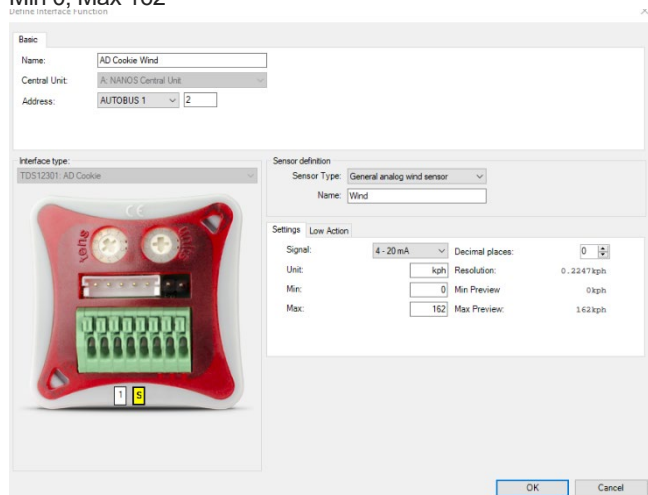 Min 0, Max 162
Define Interface Function
Basic
Name: AD Cookie Wind
Central Unit: A: NANOS Central Unit
Address: AUTOBUS 1 2
Interface type:
TDS12301: AD Cookie
tens
units
CE
1 S
Sensor definition
Sensor Type: General analog wind sensor
Name: Wind
Settings Low Action
Signal: 4 - 20 mA Decimal places: 0
Unit: kph Resolution: 0.2247kph
Min: 0 Min Preview 0kph
Max: 162 Max Preview: 162kph
OK Cancel